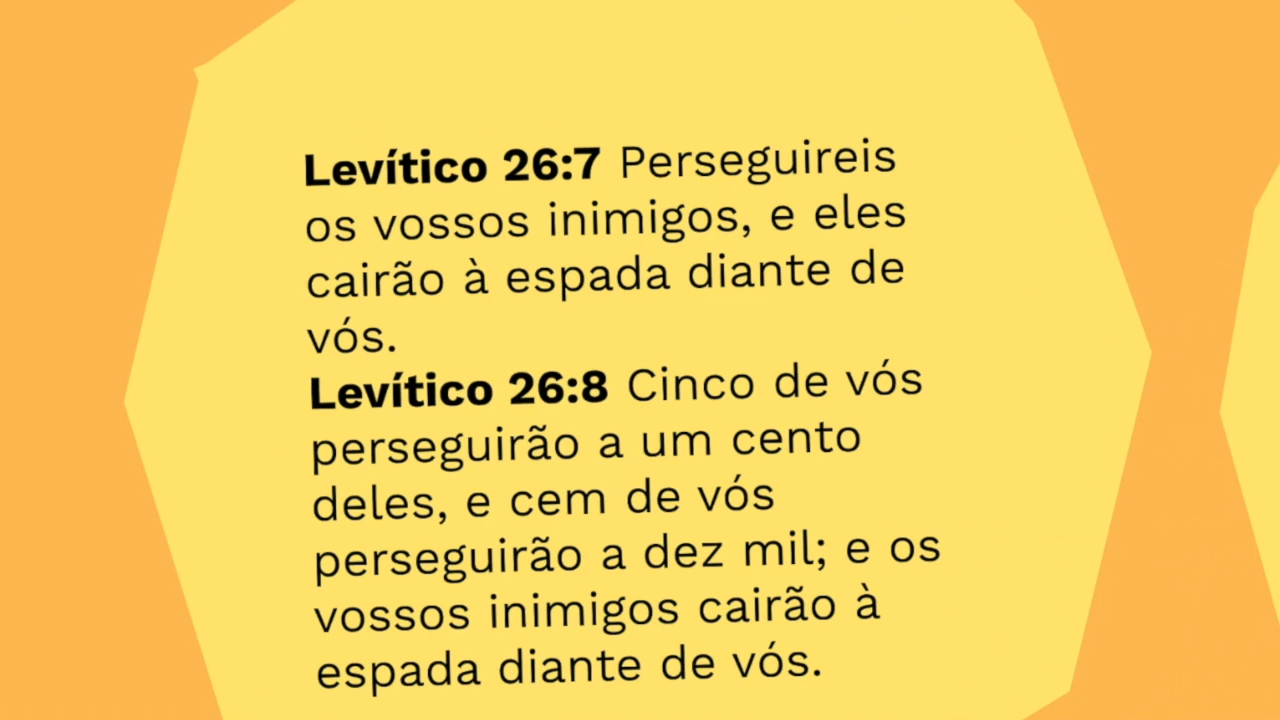 Levítico 26:7 Perseguireis
os vossos inimigos, e eles
cairão à espada diante de
vós.
Levítico 26:8 Cinco de vós
perseguirão a um cento
deles, e cem de vós
perseguirão a dez mil; e os
vossos inimigos cairão à
espada diante de vós.